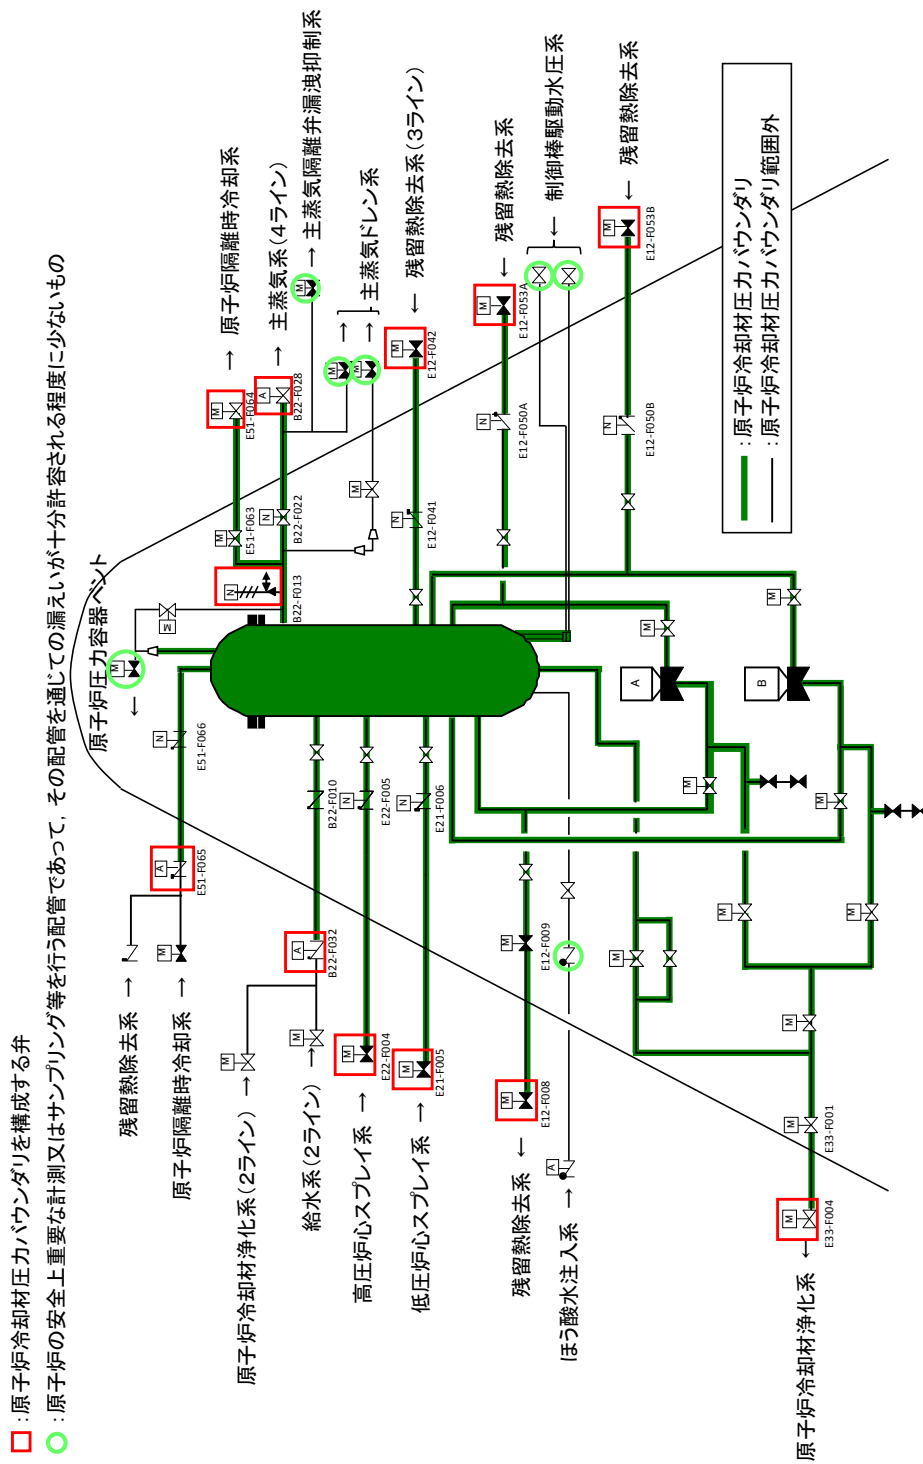 □：原子炉冷却材圧力バウンダリを構成する弁
○：原子炉の安全上重要な計測又はサンプリング等を行う配管であって，その配管を通じての漏えいが十分許容される程度に少ないもの
原子炉圧力容器ベント
M
↓
M
残留熱除去系 →
原子炉隔離時冷却系 →
M
A
E51-F065
N
E51-F066
M
E51-F063
M
E51-F064
→ 原子炉隔離時冷却系
N
B22-F013
N
B22-F022
A
B22-F028
→ 主蒸気系(4ライン)
M
→ 主蒸気隔離弁漏洩抑制系
M
M
M
→
→
主蒸気ドレン系
原子炉冷却材浄化系(2ライン) →
M
給水系(2ライン) →
M
A
B22-F032
B22-F010
N
E12-F041
M
E12-F042
← 残留熱除去系(3ライン)
高圧炉心スプレイ系 →
M
E22-F004
N
E22-F005
低圧炉心スプレイ系 →
M
E21-F005
N
E21-F006
N
E12-F050A
M
E12-F053A
← 残留熱除去系
← 制御棒駆動水圧系
残留熱除去系 ←
M
E12-F008
M
E12-F009
ほう酸水注入系 →
A
N
E12-F050B
M
E12-F053B
← 残留熱除去系
M
A
M
M
B
M
M
M
M
M
M
E33-F001
M
E33-F004
原子炉冷却材浄化系 ←
：原子炉冷却材圧力バウンダリ
：原子炉冷却材圧力バウンダリ範囲外